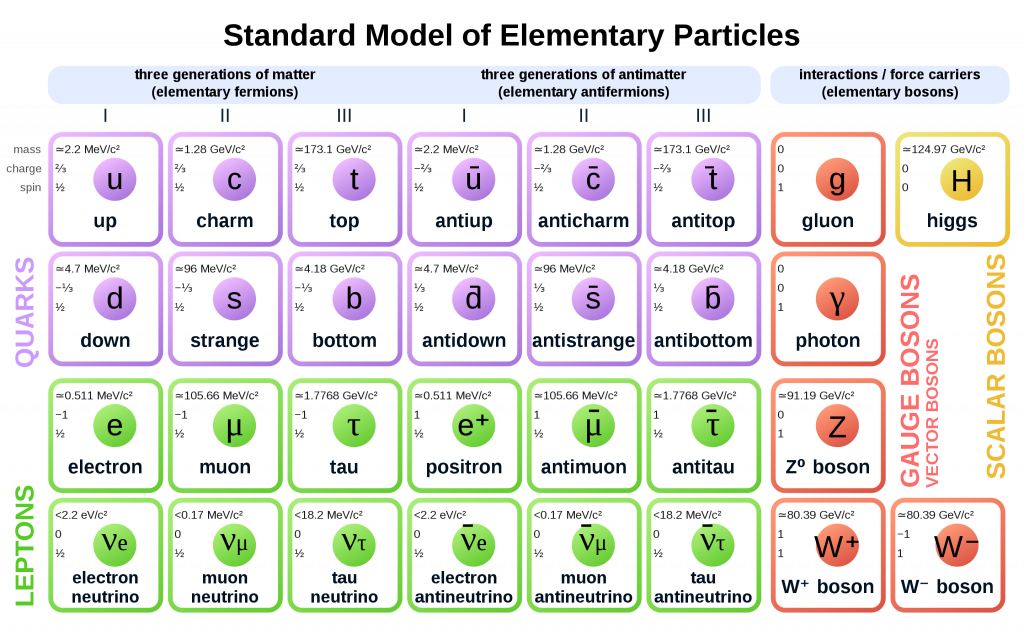 Standard Model of Elementary Particles
three generations of matter
(elementary fermions)
three generations of antimatter
(elementary antifermions)
interactions / force carriers
(elementary bosons)
I
II
III
I
II
III
mass
charge
spin
≃2.2 MeV/c²
⅔
½
u
up
≃1.28 GeV/c²
⅔
½
c
charm
≃173.1 GeV/c²
⅔
½
t
top
≃2.2 MeV/c²
−⅔
½
ū
antiup
≃1.28 GeV/c²
−⅔
½
c̄
anticharm
≃173.1 GeV/c²
−⅔
½
t̄
antitop
0
0
1
g
gluon
≃124.97 GeV/c²
0
0
H
higgs
QUARKS
≃4.7 MeV/c²
−⅓
½
d
down
≃96 MeV/c²
−⅓
½
s
strange
≃4.18 GeV/c²
−⅓
½
b
bottom
≃4.7 MeV/c²
⅓
½
d̄
antidown
≃96 MeV/c²
⅓
½
s̄
antistrange
≃4.18 GeV/c²
⅓
½
b̄
antibottom
0
0
1
γ
photon
≃0.511 MeV/c²
−1
½
e
electron
≃105.66 MeV/c²
−1
½
μ
muon
≃1.7768 GeV/c²
−1
½
τ
tau
≃0.511 MeV/c²
1
½
e⁺
positron
≃105.66 MeV/c²
1
½
μ̄
antimuon
≃1.7768 GeV/c²
1
½
τ̄
antitau
≃91.19 GeV/c²
0
1
Z
Z⁰ boson
GAUGE BOSONS
VECTOR BOSONS
SCALAR BOSONS
LEPTONS
<2.2 eV/c²
0
½
νe
electron
neutrino
<0.17 MeV/c²
0
½
νμ
muon
neutrino
<18.2 MeV/c²
0
½
ντ
tau
neutrino
<2.2 eV/c²
0
½
ν̄e
electron
antineutrino
<0.17 MeV/c²
0
½
ν̄μ
muon
antineutrino
<18.2 MeV/c²
0
½
ν̄τ
tau
antineutrino
≃80.39 GeV/c²
1
1
W⁺
W⁺ boson
≃80.39 GeV/c²
−1
1
W⁻
W⁻ boson